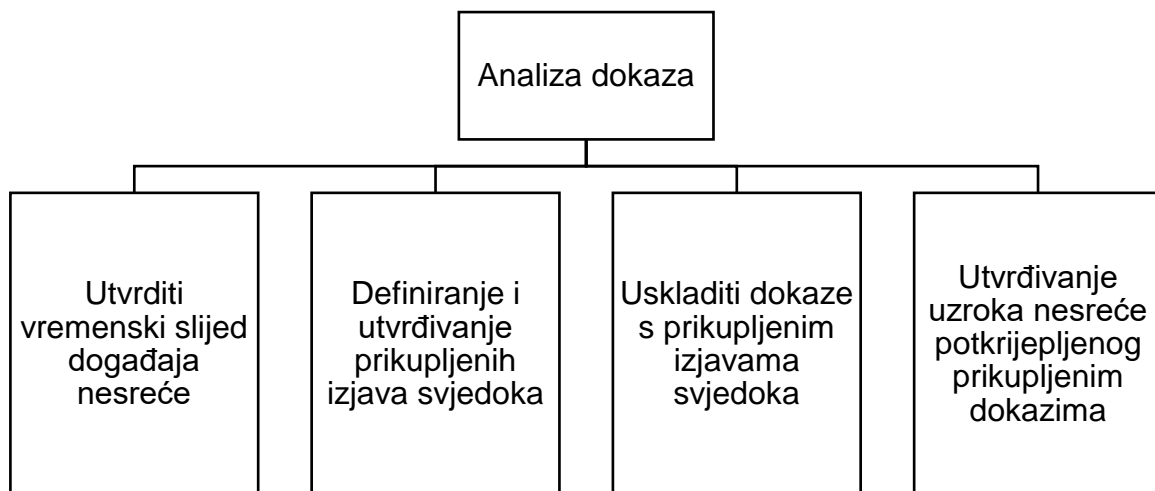 Analiza dokaza
Utvrditi
vremenski slijed
događaja
nesreće
Definiranje i
utvrđivanje
prikupljenih
izjava svjedoka
Uskladiti dokaze
s prikupljenim
izjavama
svjedoka
Utvrđivanje
uzroka nesreće
potkrijepljenog
prikupljenim
dokazima